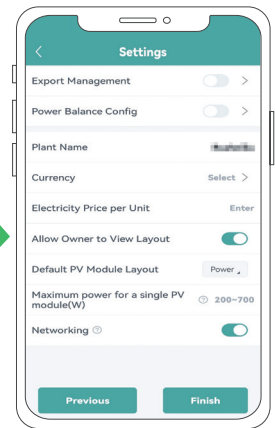 Settings
Export Management
Power Balance Config
Plant Name
Currency Select
Electricity Price per Unit Enter
Allow Owner to View Layout
Default PV Module Layout Power
Maximum power for a single PV
module(W) 200~700
Networking
Previous Finish